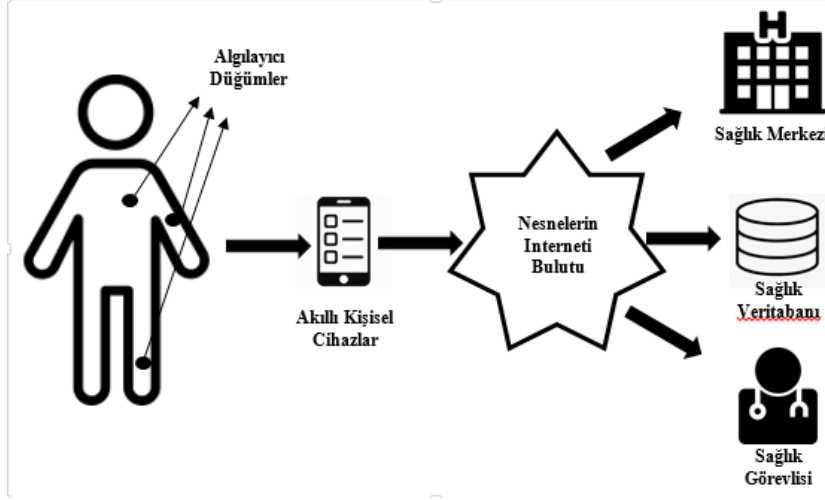 Algılayıcı
Düğümler
Akıllı Kişisel
Cihazlar
Nesnelerin
Interneti
Bulutu
H
Sağlık Merkezi
Sağlık
Veritabanı
Sağlık
Görevlisi